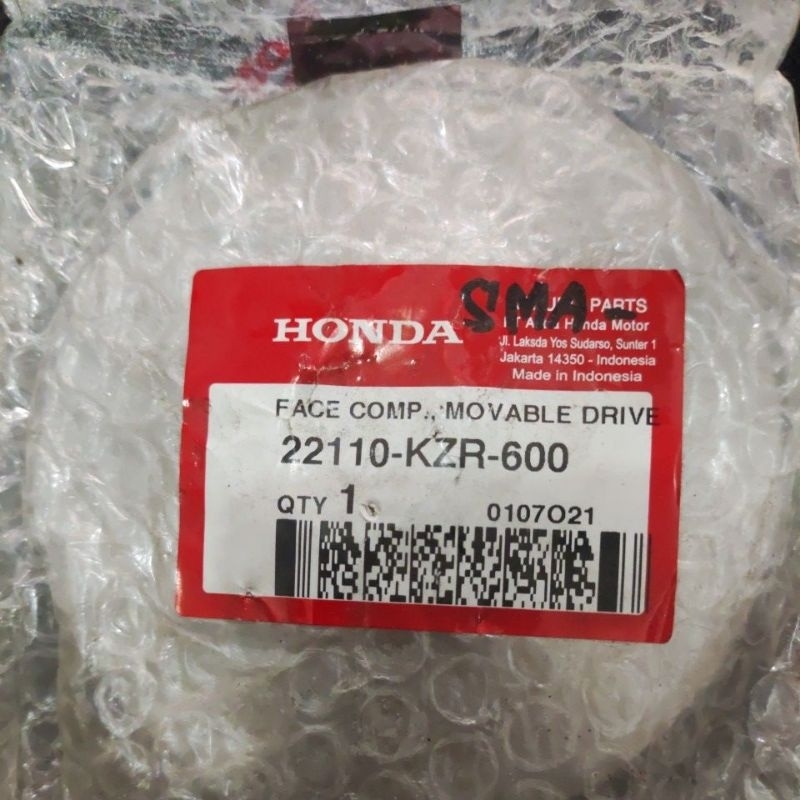 SMA-
PARTS
HONDA
Honda Motor
Jl. Laksda Yos Sudarso, Sunter 1
Jakarta 14350 - Indonesia
Made in Indonesia
FACE COMP., MOVABLE DRIVE
22110-KZR-600
QTY 1
0107O21